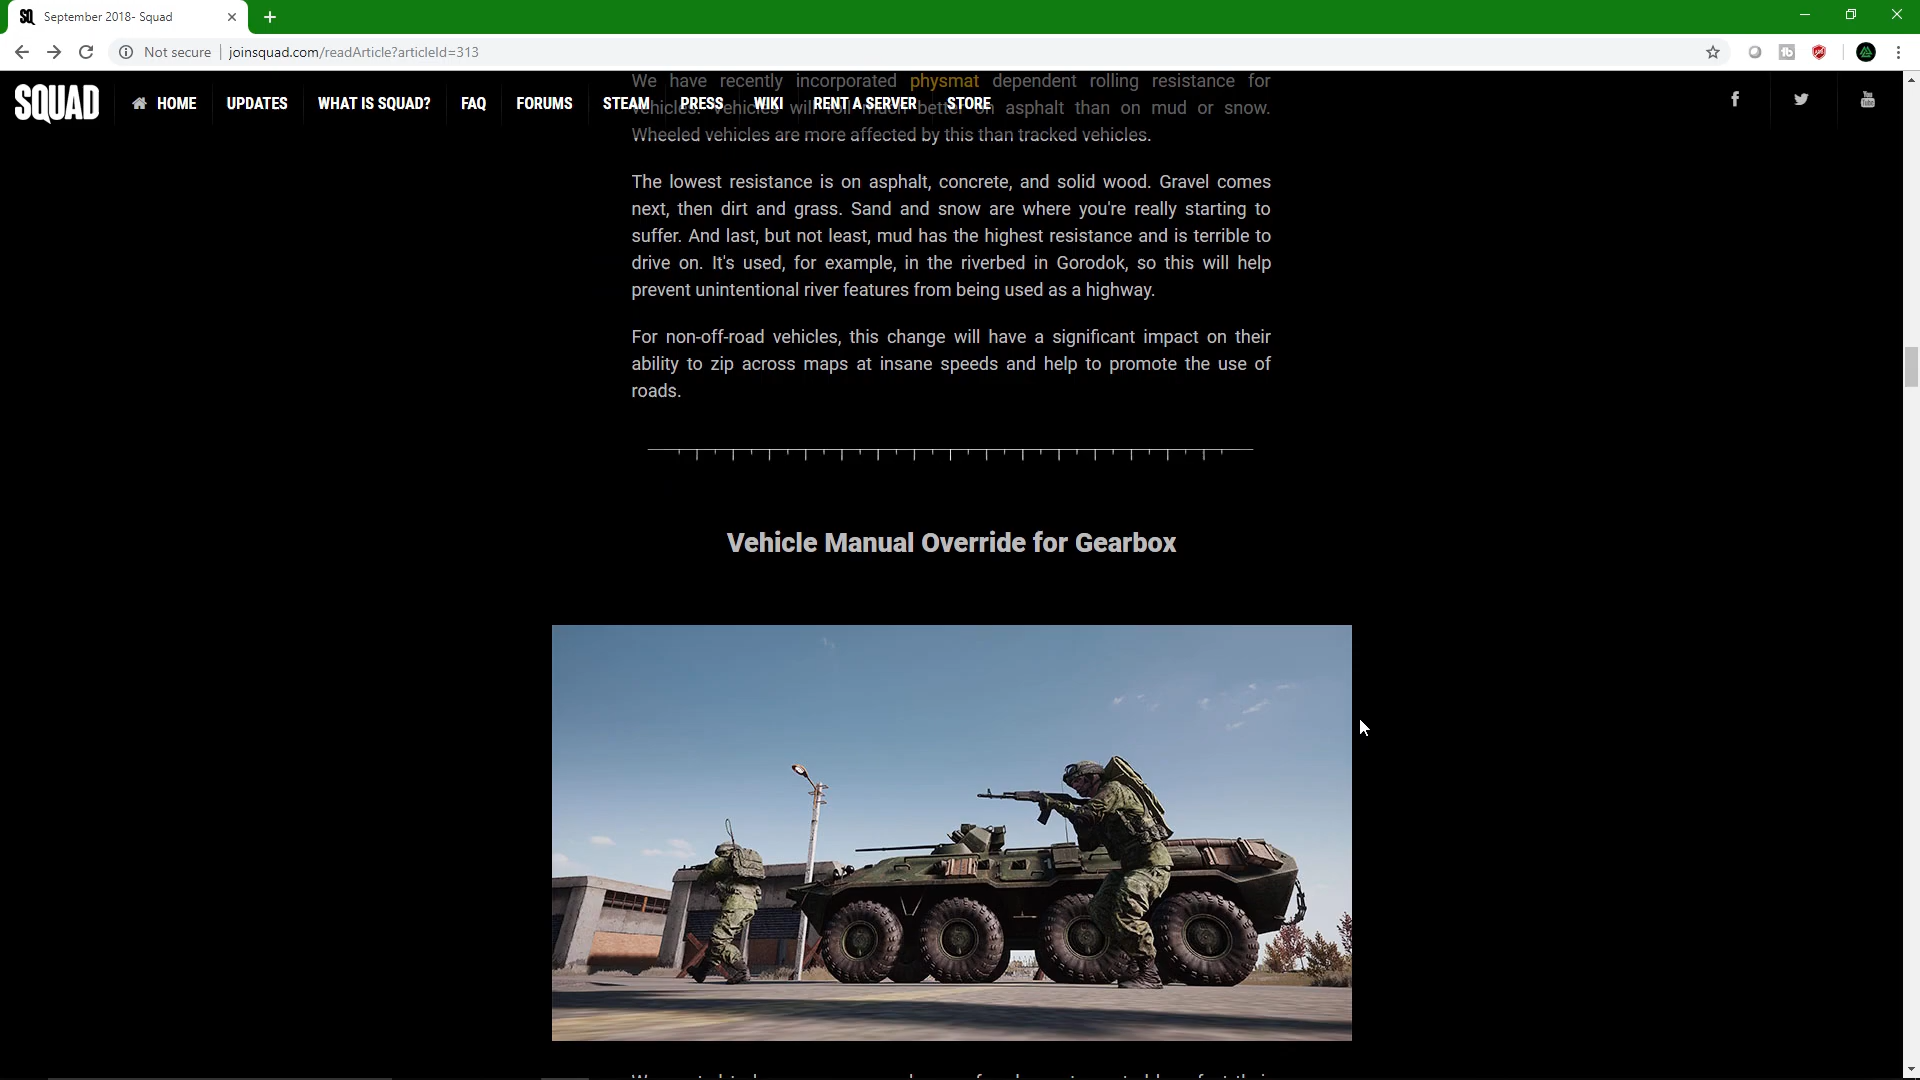 September 2018- Squad
Not secure
joinsquad.com/readArticle?articleId=313
We have recently incorporated physmat dependent rolling resistance for
SQUAD
HOME
UPDATES
WHAT IS SQUAD?
FAQ
FORUMS
STEAM
PRESS
WIKI
RENT A SERVER
STORE
vehicles. Vehicles will roll much better on asphalt than on mud or snow.
Wheeled vehicles are more affected by this than tracked vehicles.
The lowest resistance is on asphalt, concrete, and solid wood. Gravel comes
next, then dirt and grass. Sand and snow are where you're really starting to
suffer. And last, but not least, mud has the highest resistance and is terrible to
drive on. It's used, for example, in the riverbed in Gorodok, so this will help
prevent unintentional river features from being used as a highway.
For non-off-road vehicles, this change will have a significant impact on their
ability to zip across maps at insane speeds and help to promote the use of
roads.
Vehicle Manual Override for Gearbox